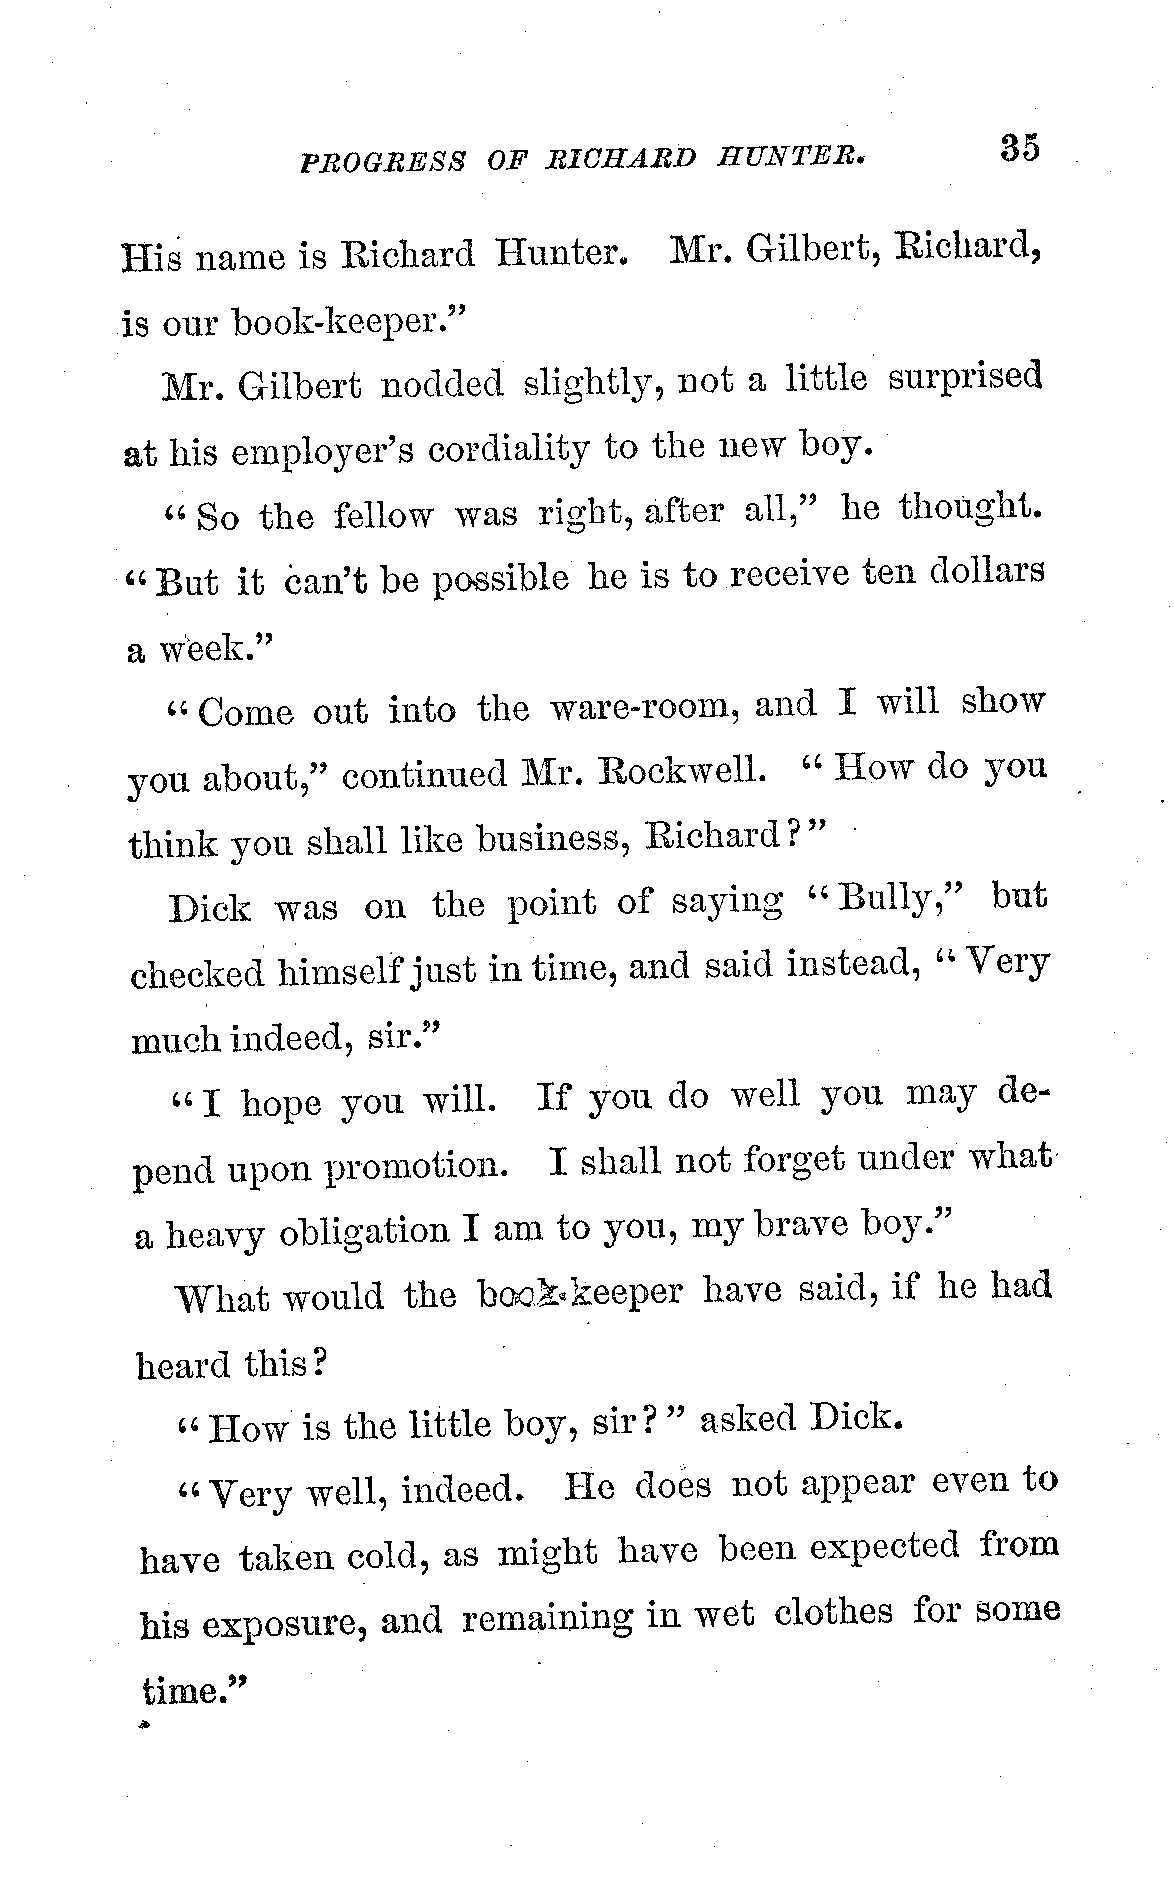 PROGRESS OF RICHARD HUNTER. 35
His name is Richard Hunter. Mr. Gilbert, Richard,
is our book-keeper.”
Mr. Gilbert nodded slightly, not a little surprised
at his employer’s cordiality to the new boy.
“So the fellow was right, after all,” he thought.
“But it can’t be possible he is to receive ten dollars
a week.”
“Come out into the ware-room, and I will show
you about,” continued Mr. Rockwell. “How do you
think you shall like business, Richard?”
Dick was on the point of saying “Bully,” but
checked himself just in time, and said instead, “Very
much indeed, sir.”
“I hope you will. If you do well you may de-
pend upon promotion. I shall not forget under what
a heavy obligation I am to you, my brave boy.”
What would the book-keeper have said, if he had
heard this?
“How is the little boy, sir?” asked Dick.
“Very well, indeed. He does not appear even to
have taken cold, as might have been expected from
his exposure, and remaining in wet clothes for some
time.”